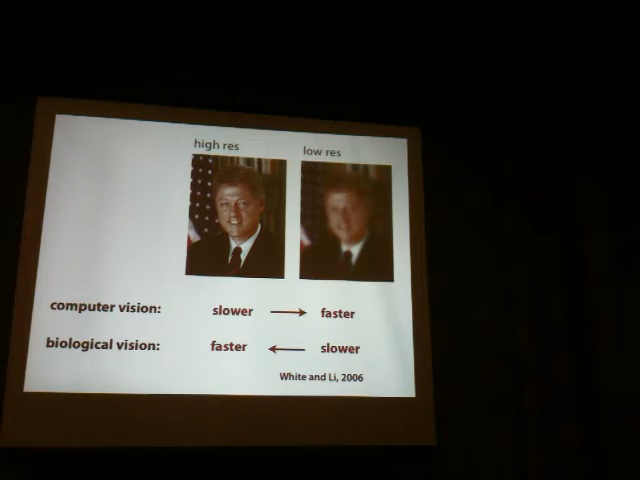 high res low res
computer vision: slower → faster
biological vision: faster ← slower
White and Li, 2006